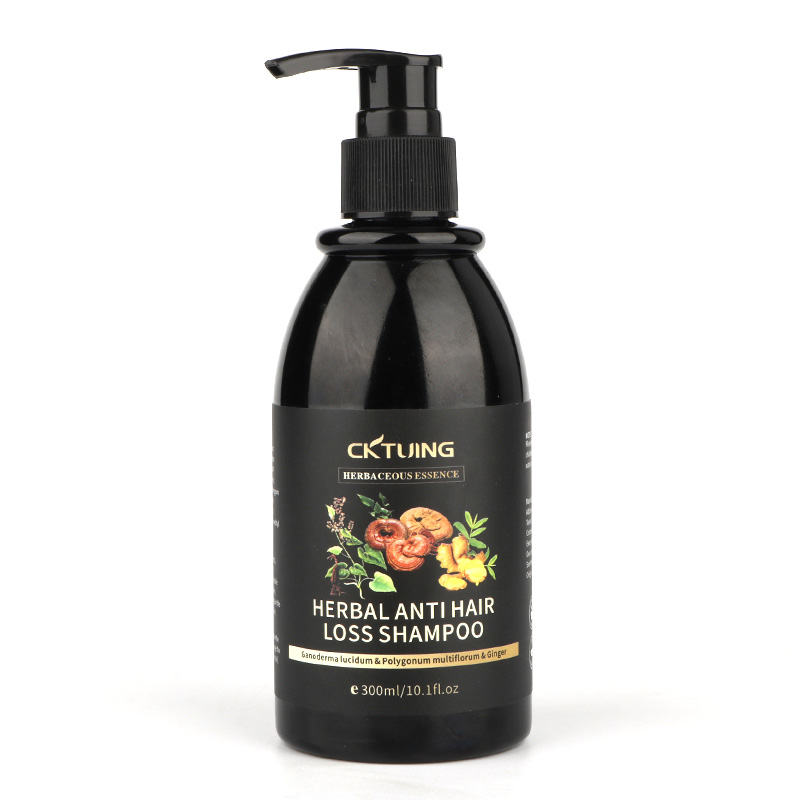 CKTUING
HERBACEOUS ESSENCE
HERBAL ANTI HAIR
LOSS SHAMPOO
Ganoderma lucidum & Polygonum multiflorum & Ginger
e 300ml/10.1fl.oz